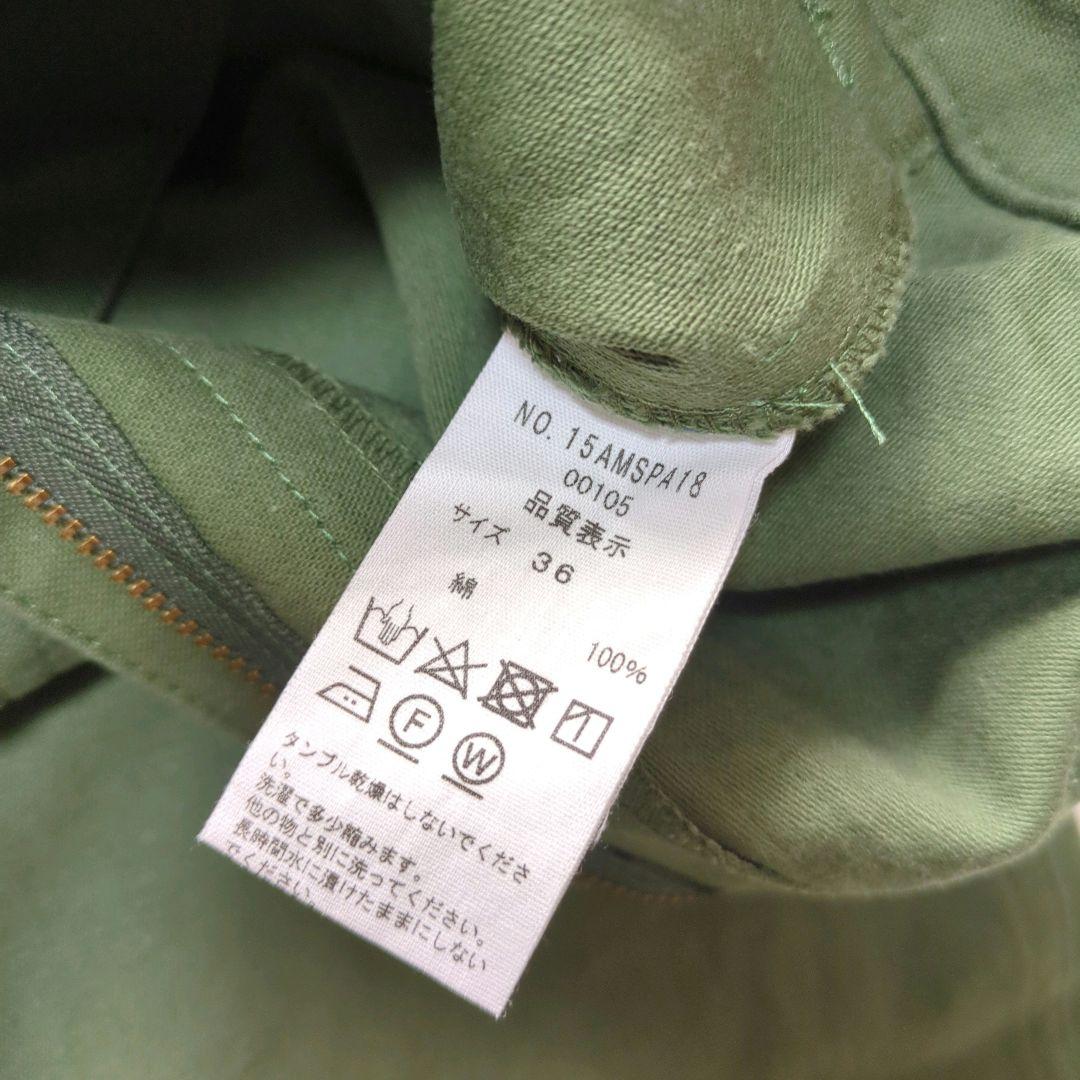 NO. 15AMSPA18
00105
品質表示
サイズ 36
綿 100%
F
W
タンブル乾燥はしないでくださ
い。
洗濯で多少縮みます。
他の物と別に洗ってください。
長時間水に漬けたままにしない
でください。